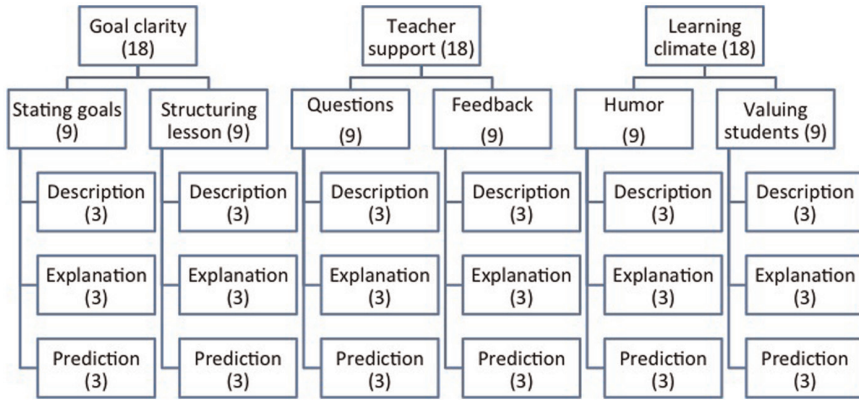 Goal clarity
(18)
Teacher
support (18)
Learning
climate (18)
Stating goals
(9)
Structuring
lesson (9)
Questions
(9)
Feedback
(9)
Humor
(9)
Valuing
students (9)
Description
(3)
Description
(3)
Description
(3)
Description
(3)
Description
(3)
Description
(3)
Explanation
(3)
Explanation
(3)
Explanation
(3)
Explanation
(3)
Explanation
(3)
Explanation
(3)
Prediction
(3)
Prediction
(3)
Prediction
(3)
Prediction
(3)
Prediction
(3)
Prediction
(3)